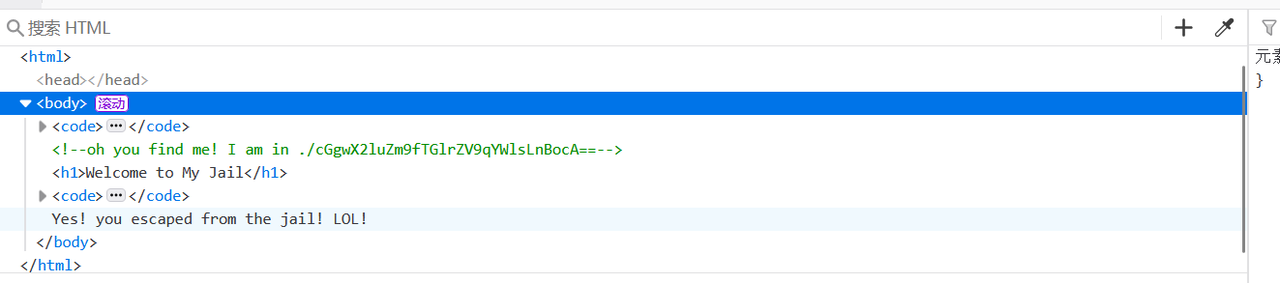 搜索 HTML
<html>
元素
<head></head>
}
<body> 滚动
<code> ••• </code>
<!--oh you find me! I am in ./cGgwX2luZm9fTGlrZV9qYWlsLnBocA==-->
<h1>Welcome to My Jail</h1>
<code> ••• </code>
Yes! you escaped from the jail! LOL!
</body>
</html>